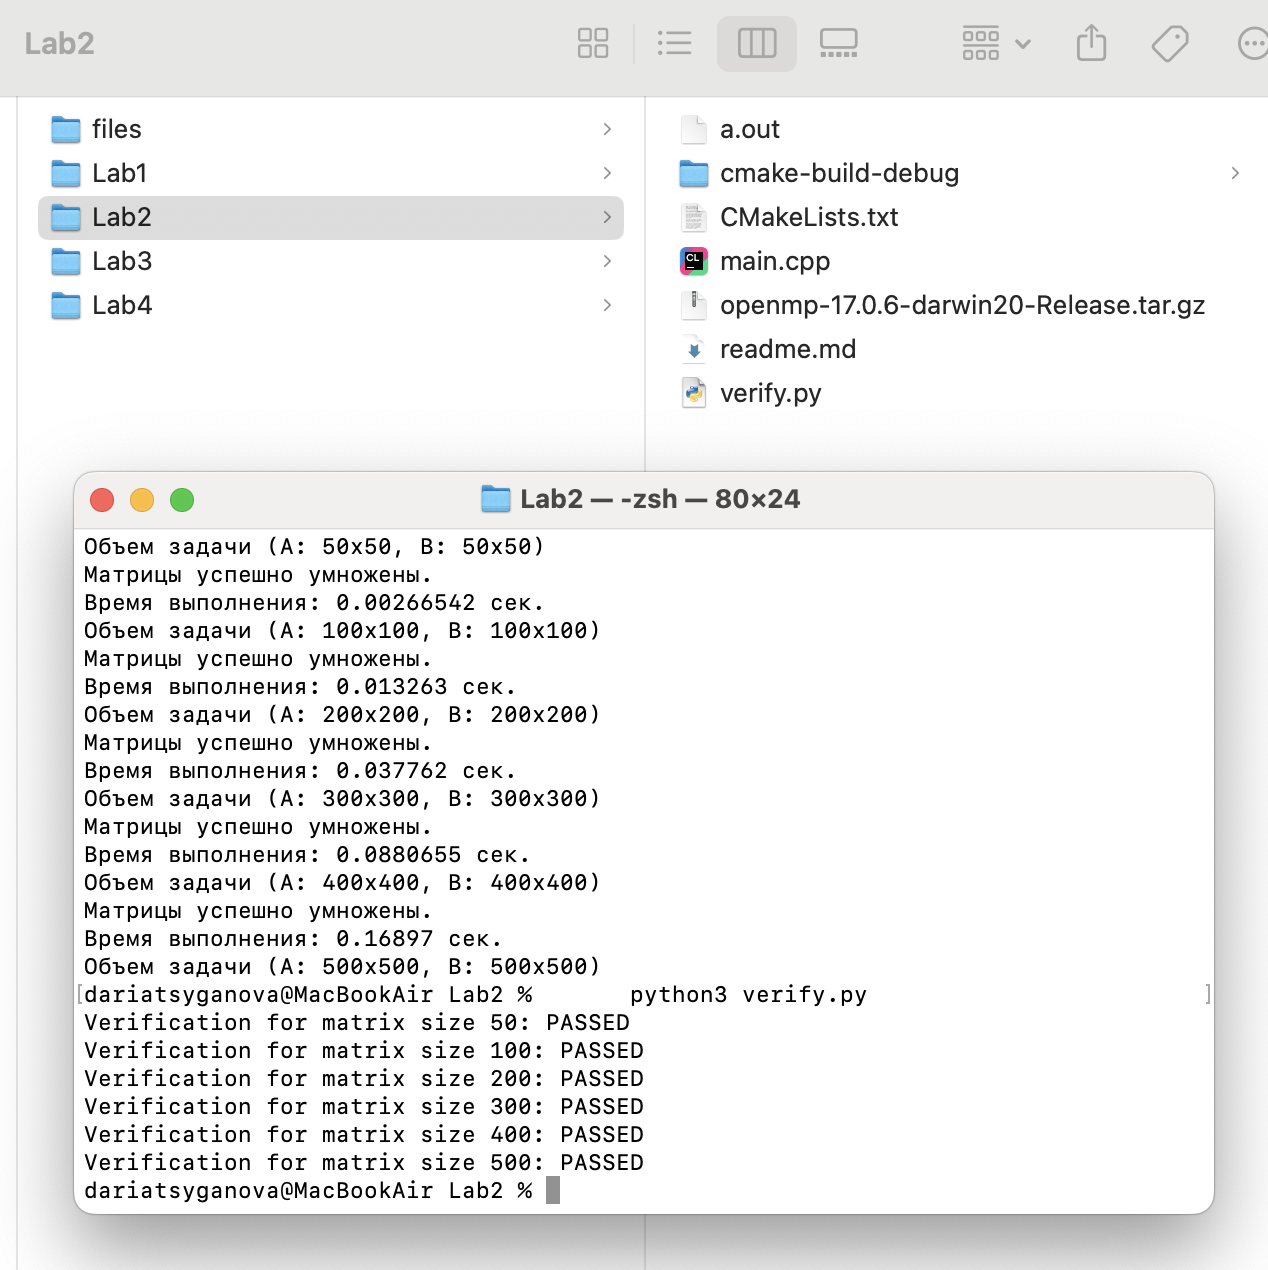 Lab2
files
Lab1
Lab2
Lab3
Lab4
a.out
cmake-build-debug
CMakeLists.txt
CL
main.cpp
openmp-17.0.6-darwin20-Release.tar.gz
readme.md
verify.py
Lab2 — -zsh — 80×24
Объем задачи (A: 50x50, B: 50x50)
Матрицы успешно умножены.
Время выполнения: 0.00266542 сек.
Объем задачи (A: 100x100, B: 100x100)
Матрицы успешно умножены.
Время выполнения: 0.013263 сек.
Объем задачи (A: 200x200, B: 200x200)
Матрицы успешно умножены.
Время выполнения: 0.037762 сек.
Объем задачи (A: 300x300, B: 300x300)
Матрицы успешно умножены.
Время выполнения: 0.0880655 сек.
Объем задачи (A: 400x400, B: 400x400)
Матрицы успешно умножены.
Время выполнения: 0.16897 сек.
Объем задачи (A: 500x500, B: 500x500)
[dariatsyganova@MacBookAir Lab2 %       python3 verify.py ]
Verification for matrix size 50: PASSED
Verification for matrix size 100: PASSED
Verification for matrix size 200: PASSED
Verification for matrix size 300: PASSED
Verification for matrix size 400: PASSED
Verification for matrix size 500: PASSED
dariatsyganova@MacBookAir Lab2 %